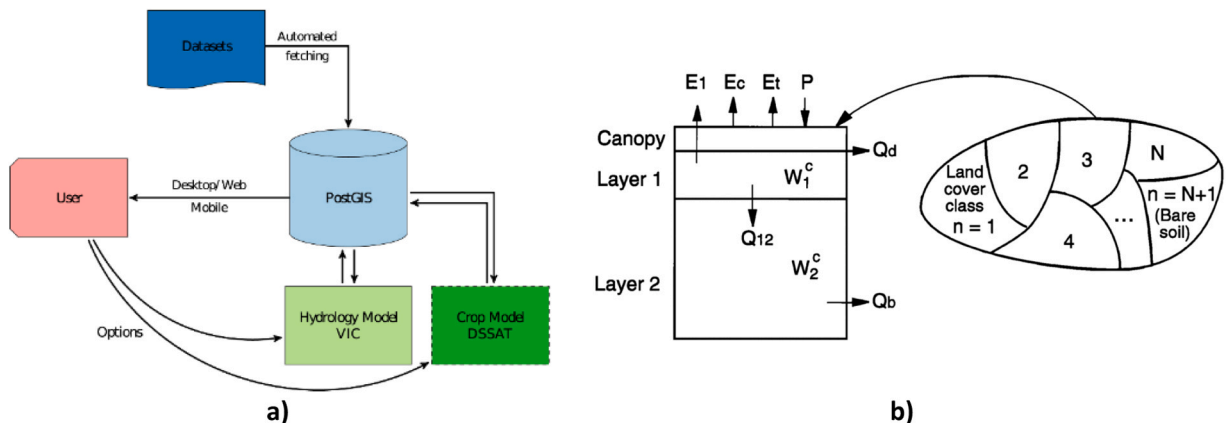 Datasets
Automated
fetching
User
Desktop/Web
Mobile
PostGIS
Options
Hydrology Model
VIC
Crop Model
DSSAT
a)
E1 Ec Et P
Canopy
Qd
Layer 1
W1c
Q12
Layer 2
W2c
Qb
Land
cover
class
n = 1
2
3
N
4
...
n = N+1
(Bare
soil)
b)